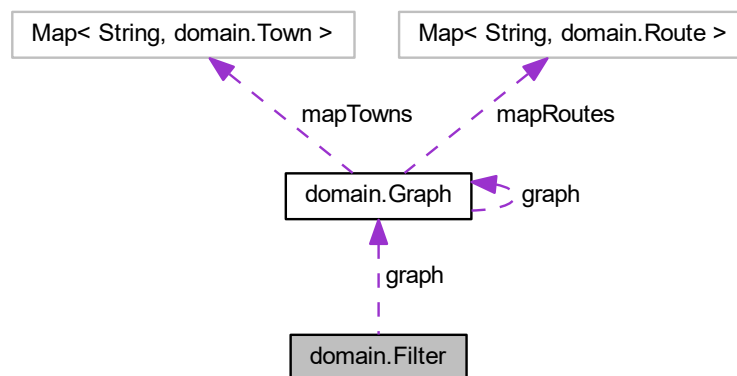 Map< String, domain.Town >
Map< String, domain.Route >
mapTowns
mapRoutes
domain.Graph
graph
graph
domain.Filter